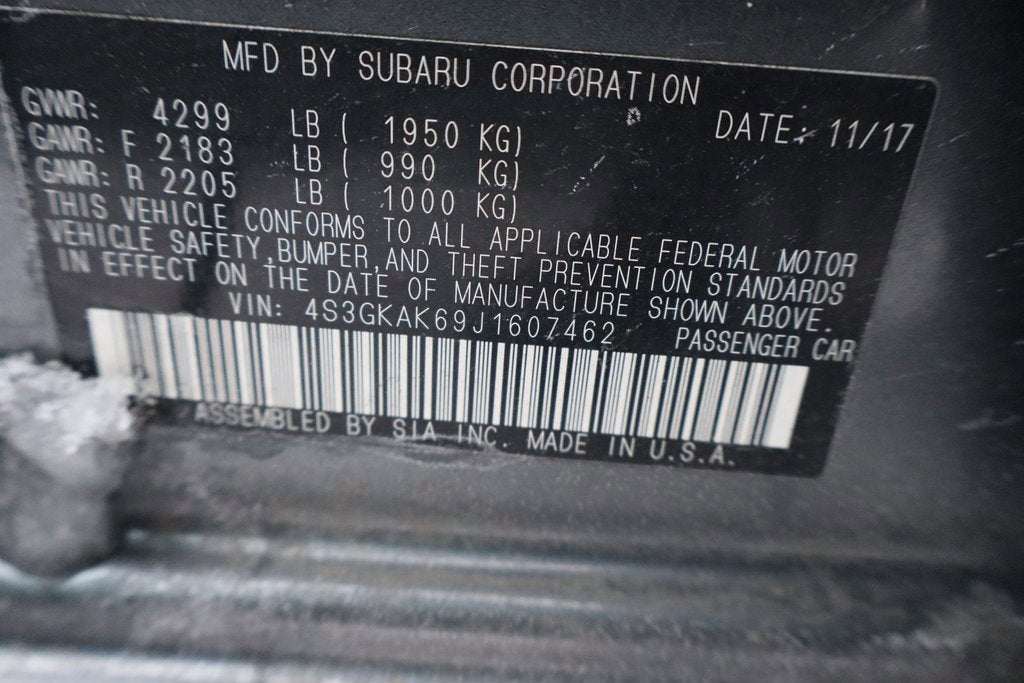 MFD BY SUBARU CORPORATION
GVWR: 4299 LB ( 1950 KG) DATE: 11/17
GAWR: F 2183 LB ( 990 KG)
GAWR: R 2205 LB ( 1000 KG)
THIS VEHICLE CONFORMS TO ALL APPLICABLE FEDERAL MOTOR
VEHICLE SAFETY,BUMPER,AND THEFT PREVENTION STANDARDS
IN EFFECT ON THE DATE OF MANUFACTURE SHOWN ABOVE.
VIN: 4S3GKAK69J1607462 PASSENGER CAR
ASSEMBLED BY SIA INC. MADE IN U.S.A.